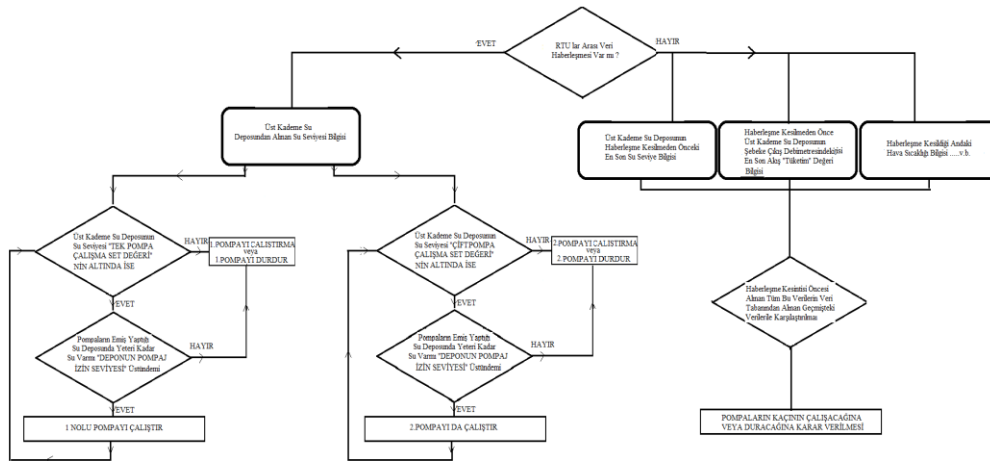 RTU lar Arası Veri
Haberleşmesi Var mı ?
EVET
HAYIR
Üst Kademe Su
Deposundan Alınan Su Seviyesi Bilgisi
Üst Kademe Su Deposunun
Haberleşme Kesilmeden Önceki
En Son Su Seviye Bilgisi
Haberleşme Kesilmeden Önce
Üst Kademe Su Deposunun
Şebeke Çıkış Debimetresindekitisi
En Son Akış "Tüketim" Değeri
Bilgisi
Haberleşme Kesildiği Andaki
Hava Sıcaklığı Bilgisi .....v.b.
Üst Kademe Su Deposunun
Su Seviyesi "TEK POMPA
ÇALIŞMA SET DEĞERİ"
NİN ALTINDA İSE
HAYIR
1.POMPAYI ÇALISTIRMA
veya
1.POMPAYI DURDUR
EVET
Pompaların Emiş Yaptığı
Su Deposunda Yeteri Kadar
Su Varmı "DEPONUN POMPAJ
İZİN SEVİYESİ" Üstündemi
HAYIR
EVET
1 NOLU POMPAYI ÇALIŞTIR
Üst Kademe Su Deposunun
Su Seviyesi "ÇİFTPOMPA
ÇALIŞMA SET DEĞERİ"
NİN ALTINDA İSE
HAYIR
2.POMPAYI ÇALISTIRMA
veya
2. POMPAYI DURDUR
EVET
Pompaların Emiş Yaptığı
Su Deposunda Yeteri Kadar
Su Varmı "DEPONUN POMPAJ
İZİN SEVİYESİ" Üstündemi
HAYIR
EVET
2.POMPAYI DA ÇALIŞTIR
Haberleşme Kesintisi Öncesi
Alınan Tüm Bu Verilerin Veri
Tabanından Alınan Geçmişteki
Verilerile Karşılaştırılması
POMPALARIN KAÇININ ÇALIŞACAĞINA
VEYA DURACAĞINA KARAR VERİLMESİ